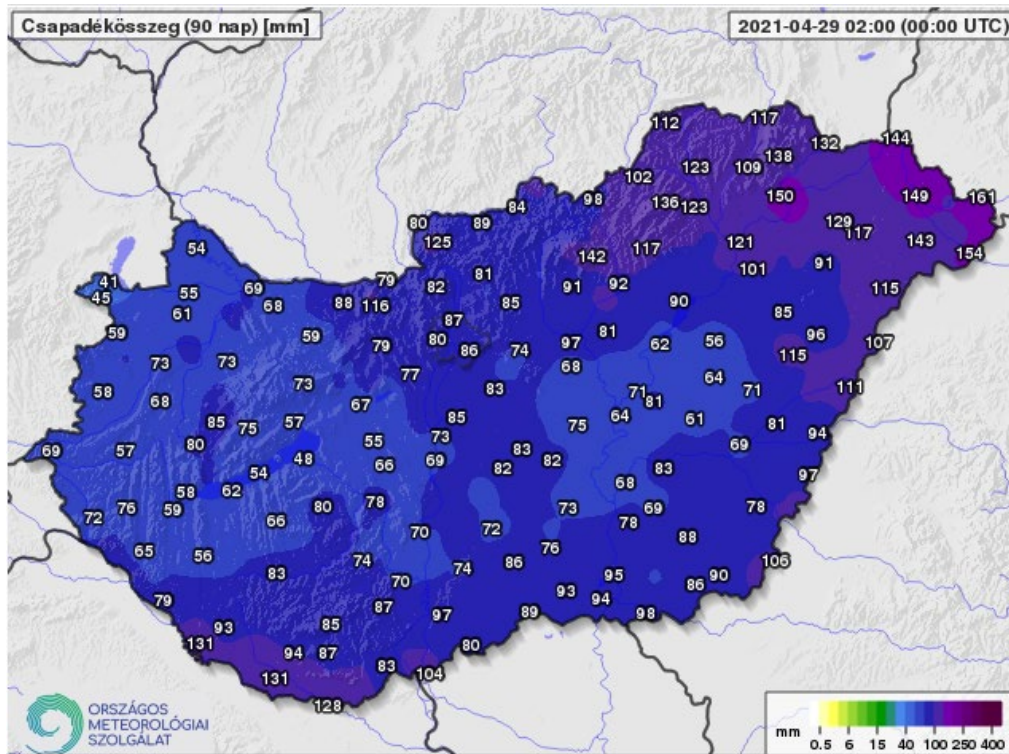 Csapadékösszeg (90 nap) [mm]
2021-04-29 02:00 (00:00 UTC)
112 117
132 144
123 109 138
102
98 136 123 150 149 161
84
80 89
125 129 117
54 142 117 121 143 154
81 101 91
41 79 82 91 92 115
45 55 69 68 88 116 85 90
61 87 85
59 59 79 80 86 74 97 81 62 56 96 107
73 73 77 68 115
58 73 83 71 64 71 111
68 67 81
85 75 57 85 75 64 61 81
69 57 80 55 73 83 69 94
54 48 66 69 82 82 83 97
58 62 68
76 59 80 78 73 69 78
72 66 70 72 78
65 56 74 76 88
83 70 74 86 95 86 90 106
79 87 93 94
93 85 97 89 98
131 94 87 80
131 83 104
128
ORSZÁGOS
METEOROLÓGIAI
SZOLGÁLAT
mm 0.5 5 15 40 100 250 400